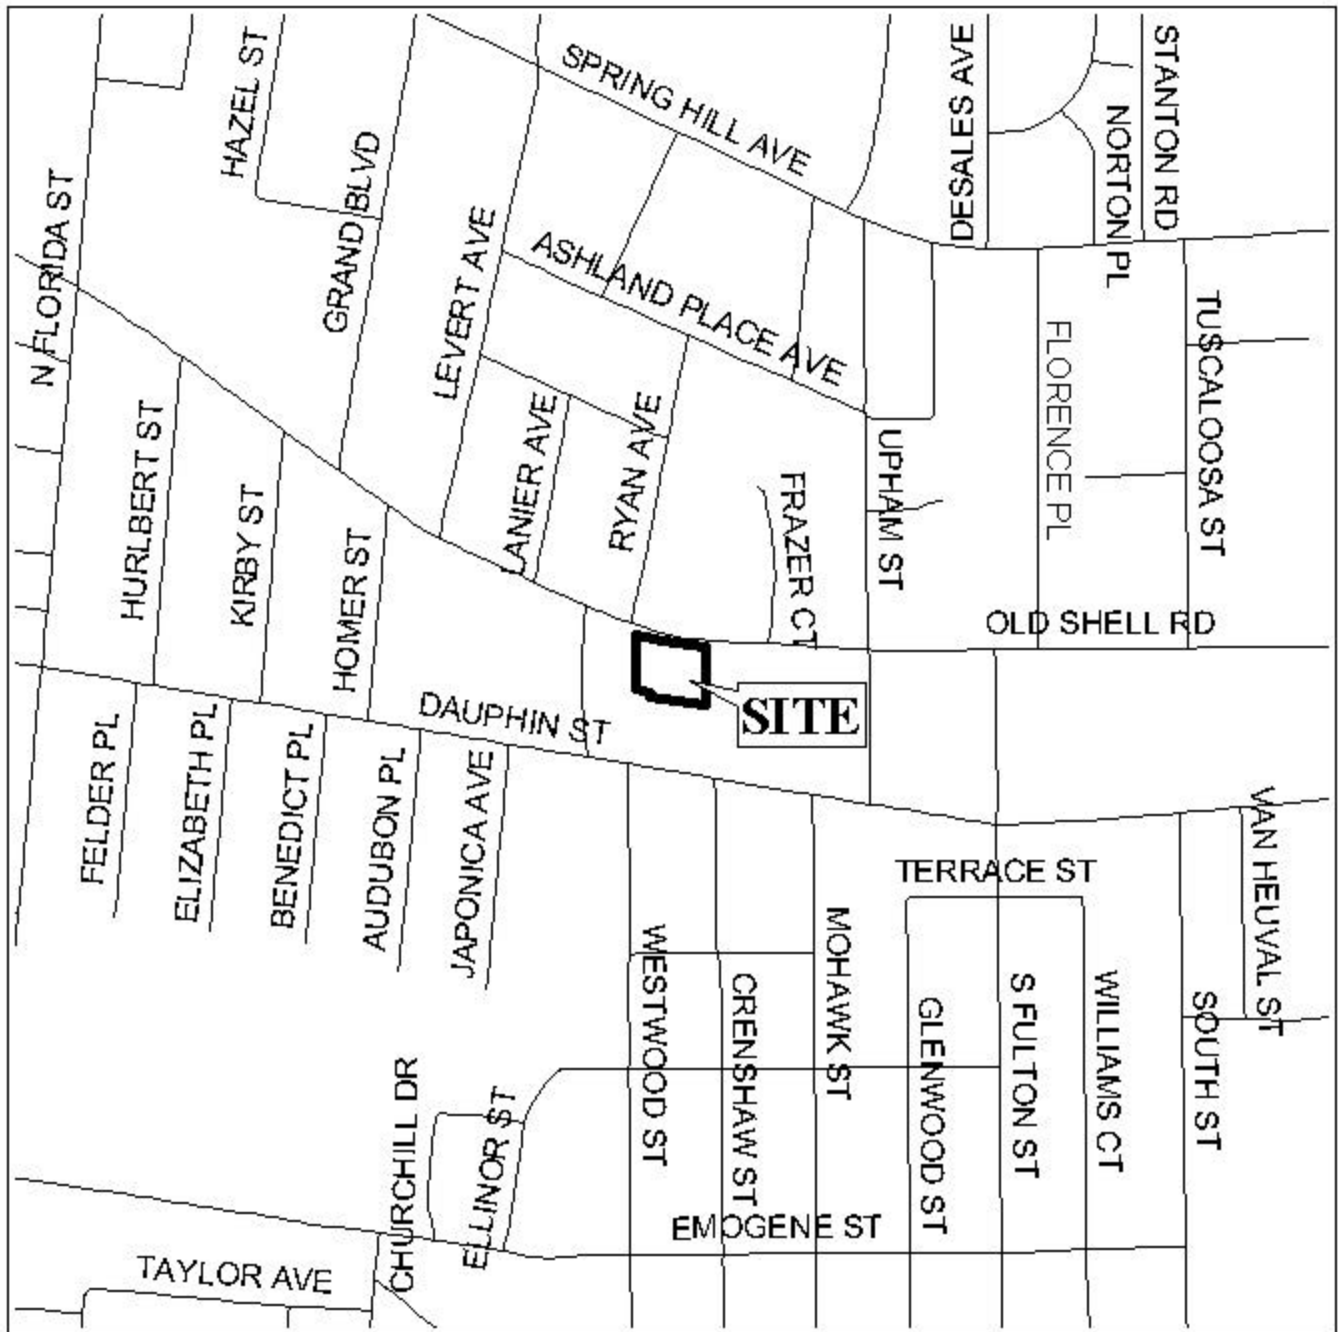 HAZEL ST
SPRING HILL AVE
DESALES AVE
STANTON RD
NORTON PL
GRAND BLVD
N FLORIDA ST
LEVERT AVE
ASHLAND PLACE AVE
FLORENCE PL
TUSCALOOSA ST
HURLBERT ST
KIRBY ST
HOMER ST
LANIER AVE
RYAN AVE
FRAZER CT
UPHAM ST
OLD SHELL RD
SITE
DAUPHIN ST
FELDER PL
ELIZABETH PL
BENEDICT PL
AUDUBON PL
JAPONICA AVE
VAN HEUVAL ST
TERRACE ST
WESTWOOD ST
CRENSHAW ST
MOHAWK ST
GLENWOOD ST
S FULTON ST
WILLIAMS CT
SOUTH ST
CHURCHILL DR
ELLINOR ST
EMOGENE ST
TAYLOR AVE